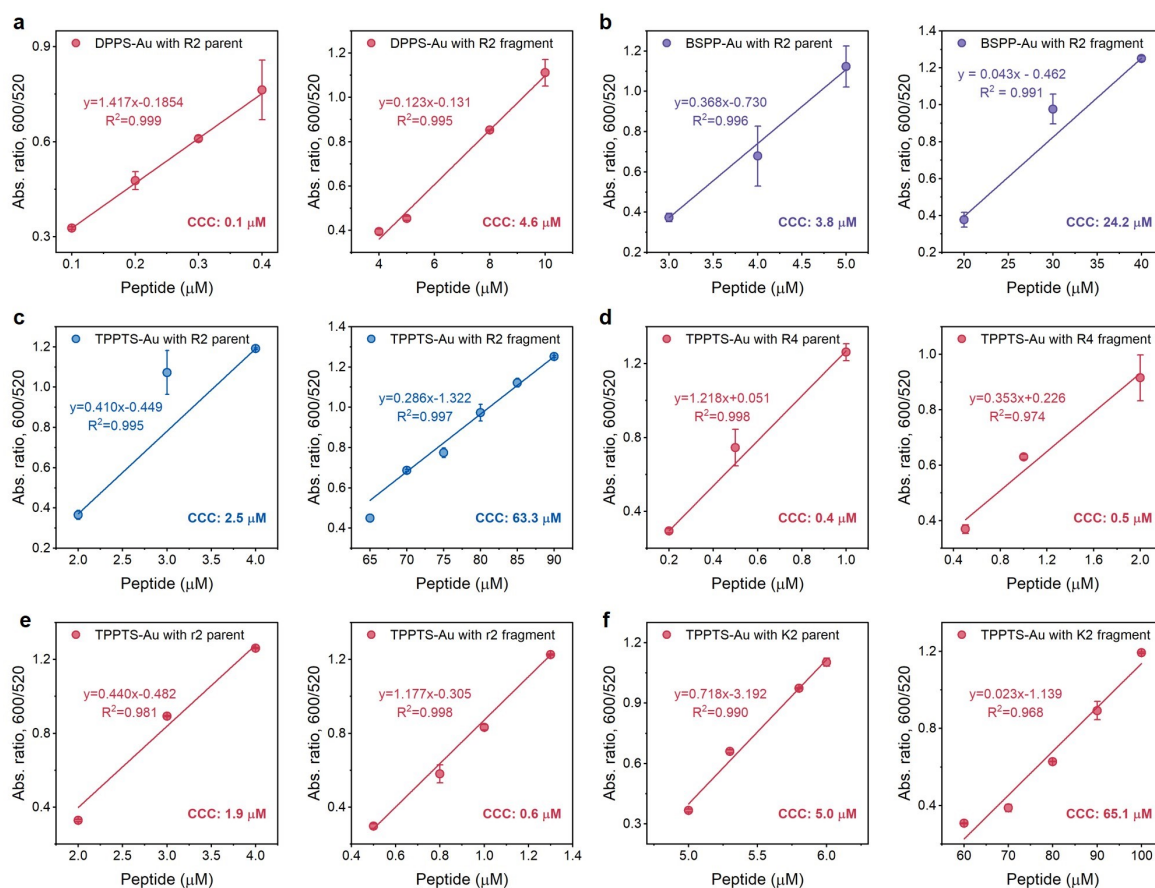 a
DPPS-Au with R2 parent
y=1.417x-0.1854
R²=0.999
CCC: 0.1 μM
Abs. ratio, 600/520
0.9
0.6
0.3
0.1 0.2 0.3 0.4
Peptide (μM)
DPPS-Au with R2 fragment
y=0.123x-0.131
R²=0.995
CCC: 4.6 μM
Abs. ratio, 600/520
1.2
1.0
0.8
0.6
0.4
4 6 8 10
Peptide (μM)
b
BSPP-Au with R2 parent
y=0.368x-0.730
R²=0.996
CCC: 3.8 μM
Abs. ratio, 600/520
1.2
1.0
0.8
0.6
0.4
0.2
3.0 3.5 4.0 4.5 5.0
Peptide (μM)
BSPP-Au with R2 fragment
y = 0.043x - 0.462
R² = 0.991
CCC: 24.2 μM
Abs. ratio, 600/520
1.2
1.0
0.8
0.6
0.4
0.2
20 25 30 35 40
Peptide (μM)
c
TPPTS-Au with R2 parent
y=0.410x-0.449
R²=0.995
CCC: 2.5 μM
Abs. ratio, 600/520
1.2
1.0
0.8
0.6
0.4
0.2
2.0 2.5 3.0 3.5 4.0
Peptide (μM)
TPPTS-Au with R2 fragment
y=0.286x-1.322
R²=0.997
CCC: 63.3 μM
Abs. ratio, 600/520
1.4
1.2
1.0
0.8
0.6
0.4
65 70 75 80 85 90
Peptide (μM)
d
TPPTS-Au with R4 parent
y=1.218x+0.051
R²=0.998
CCC: 0.4 μM
Abs. ratio, 600/520
1.2
0.8
0.4
0.2 0.4 0.6 0.8 1.0
Peptide (μM)
TPPTS-Au with R4 fragment
y=0.353x+0.226
R²=0.974
CCC: 0.5 μM
Abs. ratio, 600/520
1.0
0.8
0.6
0.4
0.4 0.8 1.2 1.6 2.0
Peptide (μM)
e
TPPTS-Au with r2 parent
y=0.440x-0.482
R²=0.981
CCC: 1.9 μM
Abs. ratio, 600/520
1.2
0.8
0.4
2.0 2.5 3.0 3.5 4.0
Peptide (μM)
TPPTS-Au with r2 fragment
y=1.177x-0.305
R²=0.998
CCC: 0.6 μM
Abs. ratio, 600/520
1.2
0.9
0.6
0.3
0.4 0.6 0.8 1.0 1.2 1.4
Peptide (μM)
f
TPPTS-Au with K2 parent
y=0.718x-3.192
R²=0.990
CCC: 5.0 μM
Abs. ratio, 600/520
1.1
0.9
0.7
0.5
0.3
5.0 5.5 6.0
Peptide (μM)
TPPTS-Au with K2 fragment
y=0.023x-1.139
R²=0.968
CCC: 65.1 μM
Abs. ratio, 600/520
1.2
0.8
0.4
60 70 80 90 100
Peptide (μM)